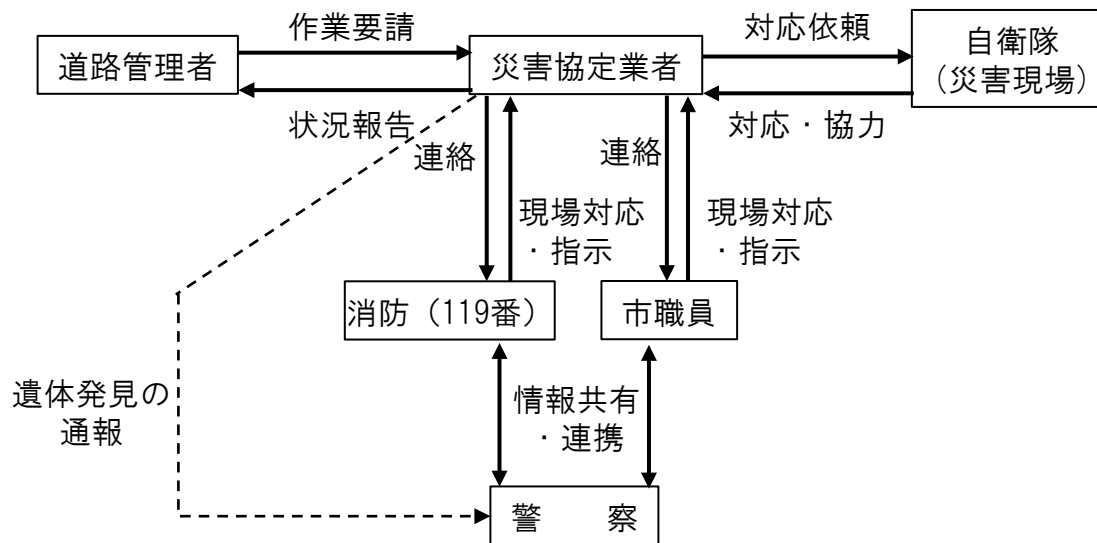 作業要請
対応依頼
道路管理者
災害協定業者
自衛隊
（災害現場）
状況報告
対応・協力
連絡
連絡
現場対応
・指示
現場対応
・指示
消防（119番）
市職員
遺体発見の
通報
情報共有
・連携
警　　察